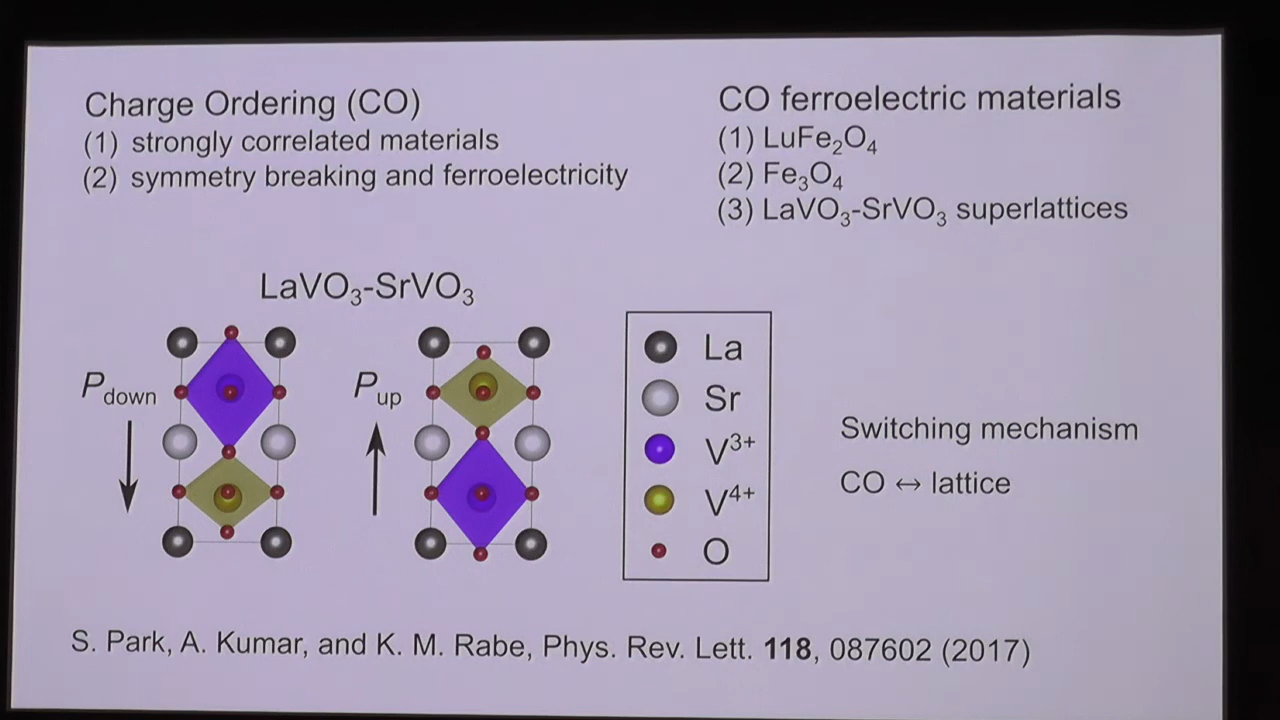 Charge Ordering (CO)
(1) strongly correlated materials
(2) symmetry breaking and ferroelectricity
CO ferroelectric materials
(1) LuFe₂O₄
(2) Fe₃O₄
(3) LaVO₃-SrVO₃ superlattices
LaVO₃-SrVO₃
P down
P up
La
Sr
V³⁺
V⁴⁺
O
Switching mechanism
CO ↔ lattice
S. Park, A. Kumar, and K. M. Rabe, Phys. Rev. Lett. 118, 087602 (2017)